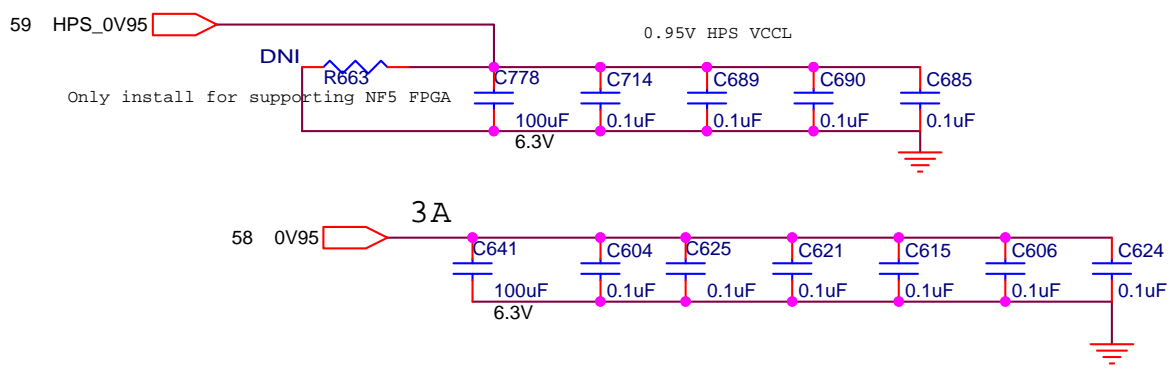 59 HPS_0V95
0.95V HPS VCCL
DNI
R663
C778 C714 C689 C690 C685
Only install for supporting NF5 FPGA
100uF 0.1uF 0.1uF 0.1uF 0.1uF
6.3V
3A
58 0V95
C641 C604 C625 C621 C615 C606 C624
100uF 0.1uF 0.1uF 0.1uF 0.1uF 0.1uF 0.1uF
6.3V